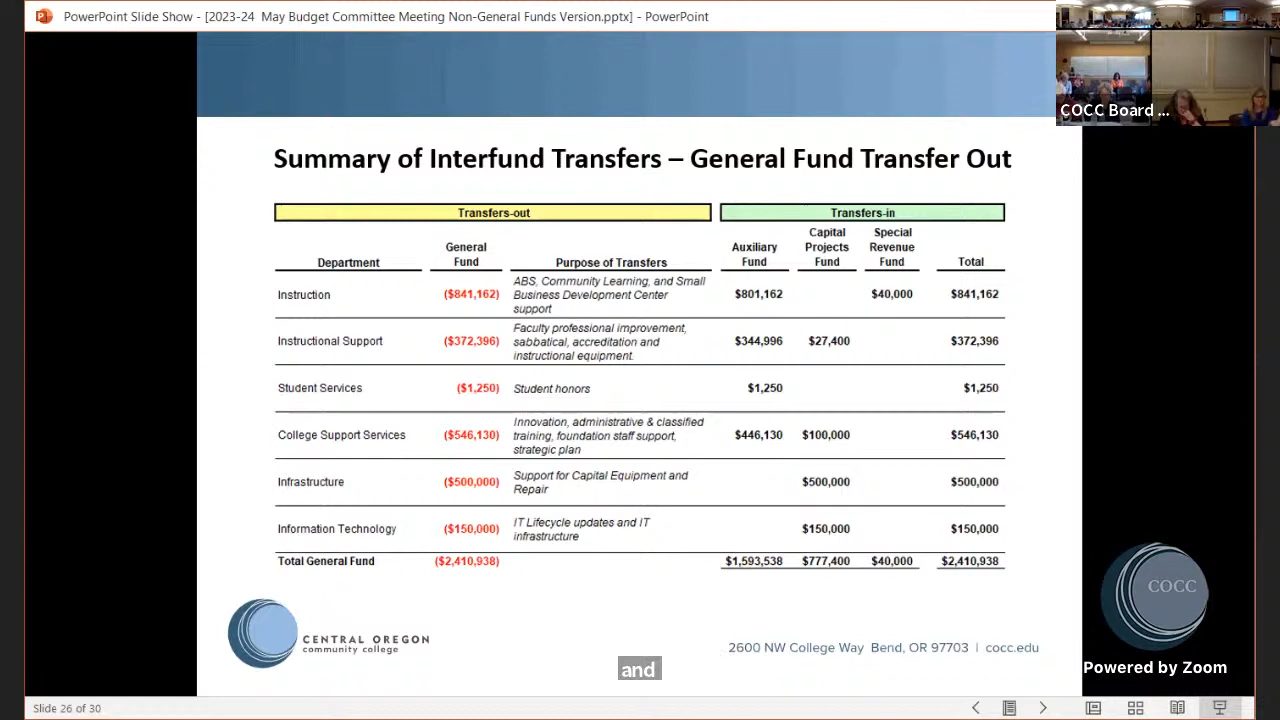 PowerPoint Slide Show - [2023-24 May Budget Committee Meeting Non-General Funds Version.pptx] - PowerPoint
COCC Board ...
Summary of Interfund Transfers – General Fund Transfer Out
Transfers-out Transfers-in
Department General Fund Purpose of Transfers Auxiliary Fund Capital Projects Fund Special Revenue Fund Total
Instruction ($841,162) ABS, Community Learning, and Small Business Development Center support $801,162 $40,000 $841,162
Instructional Support ($372,396) Faculty professional improvement, sabbatical, accreditation and instructional equipment. $344,996 $27,400 $372,396
Student Services ($1,250) Student honors $1,250 $1,250
College Support Services ($546,130) Innovation, administrative & classified training, foundation staff support, strategic plan $446,130 $100,000 $546,130
Infrastructure ($500,000) Support for Capital Equipment and Repair $500,000 $500,000
Information Technology ($150,000) IT Lifecycle updates and IT infrastructure $150,000 $150,000
Total General Fund ($2,410,938) $1,593,538 $777,400 $40,000 $2,410,938
CENTRAL OREGON
community college
2600 NW College Way Bend, OR 97703 | cocc.edu
COCC
Powered by Zoom
and
Slide 26 of 30